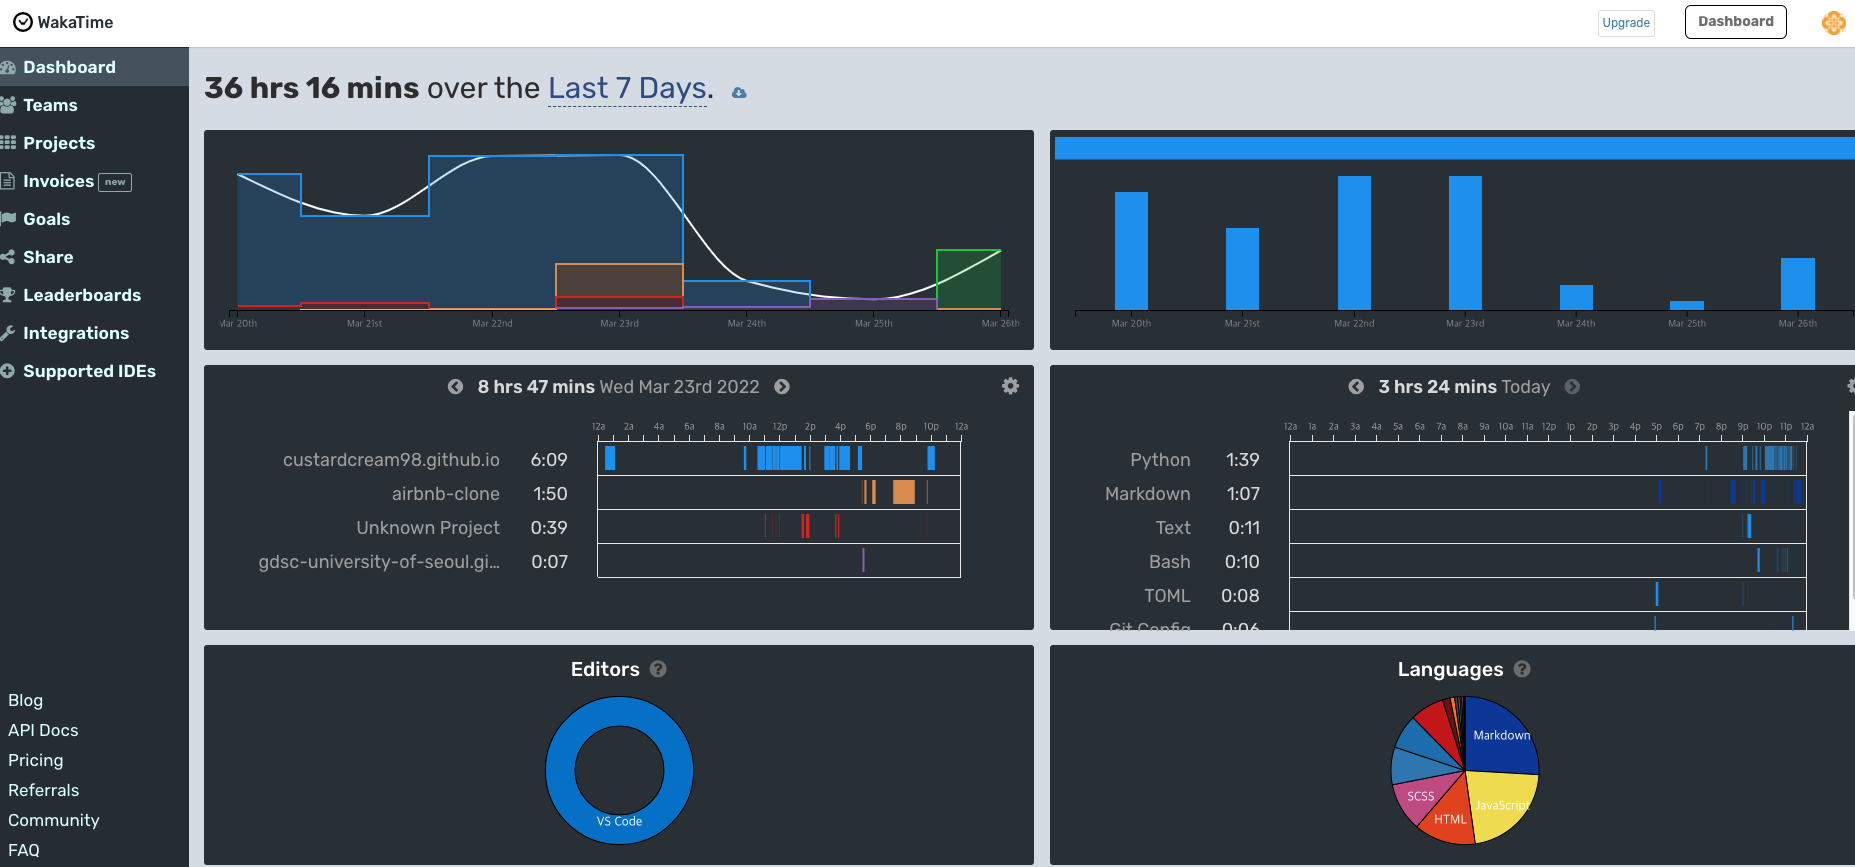 WakaTime
Upgrade
Dashboard
Dashboard
Teams
Projects
Invoices new
Goals
Share
Leaderboards
Integrations
Supported IDEs
Blog
API Docs
Pricing
Referrals
Community
FAQ
36 hrs 16 mins over the Last 7 Days.
Mar 20th Mar 21st Mar 22nd Mar 23rd Mar 24th Mar 25th Mar 26th
Mar 20th Mar 21st Mar 22nd Mar 23rd Mar 24th Mar 25th Mar 26th
8 hrs 47 mins Wed Mar 23rd 2022
12a 2a 4a 6a 8a 10a 12p 2p 4p 6p 8p 10p 12a
custardcream98.github.io 6:09
airbnb-clone 1:50
Unknown Project 0:39
gdsc-university-of-seoul.gi... 0:07
3 hrs 24 mins Today
12a 1a 2a 3a 4a 5a 6a 7a 8a 9a 10a 11a 12p 1p 2p 3p 4p 5p 6p 7p 8p 9p 10p 11p 12a
Python 1:39
Markdown 1:07
Text 0:11
Bash 0:10
TOML 0:08
Git Config 0:06
Editors ?
VS Code
Languages ?
Markdown
SCSS
JavaScript
HTML